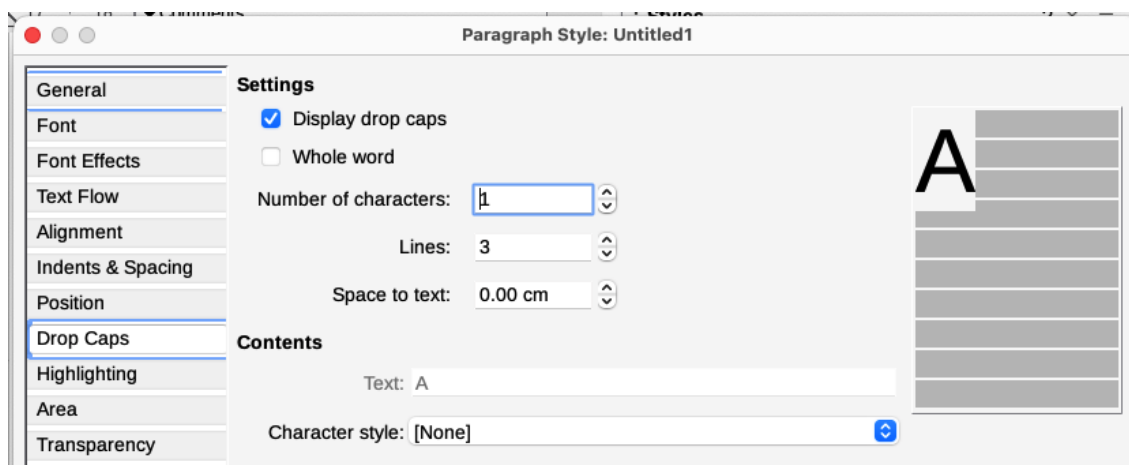 Comments
Styles
Paragraph Style: Untitled1
General
Font
Font Effects
Text Flow
Alignment
Indents & Spacing
Position
Drop Caps
Highlighting
Area
Transparency
Settings
Display drop caps
Whole word
Number of characters: 1
Lines: 3
Space to text: 0.00 cm
Contents
Text: A
Character style: [None]
A